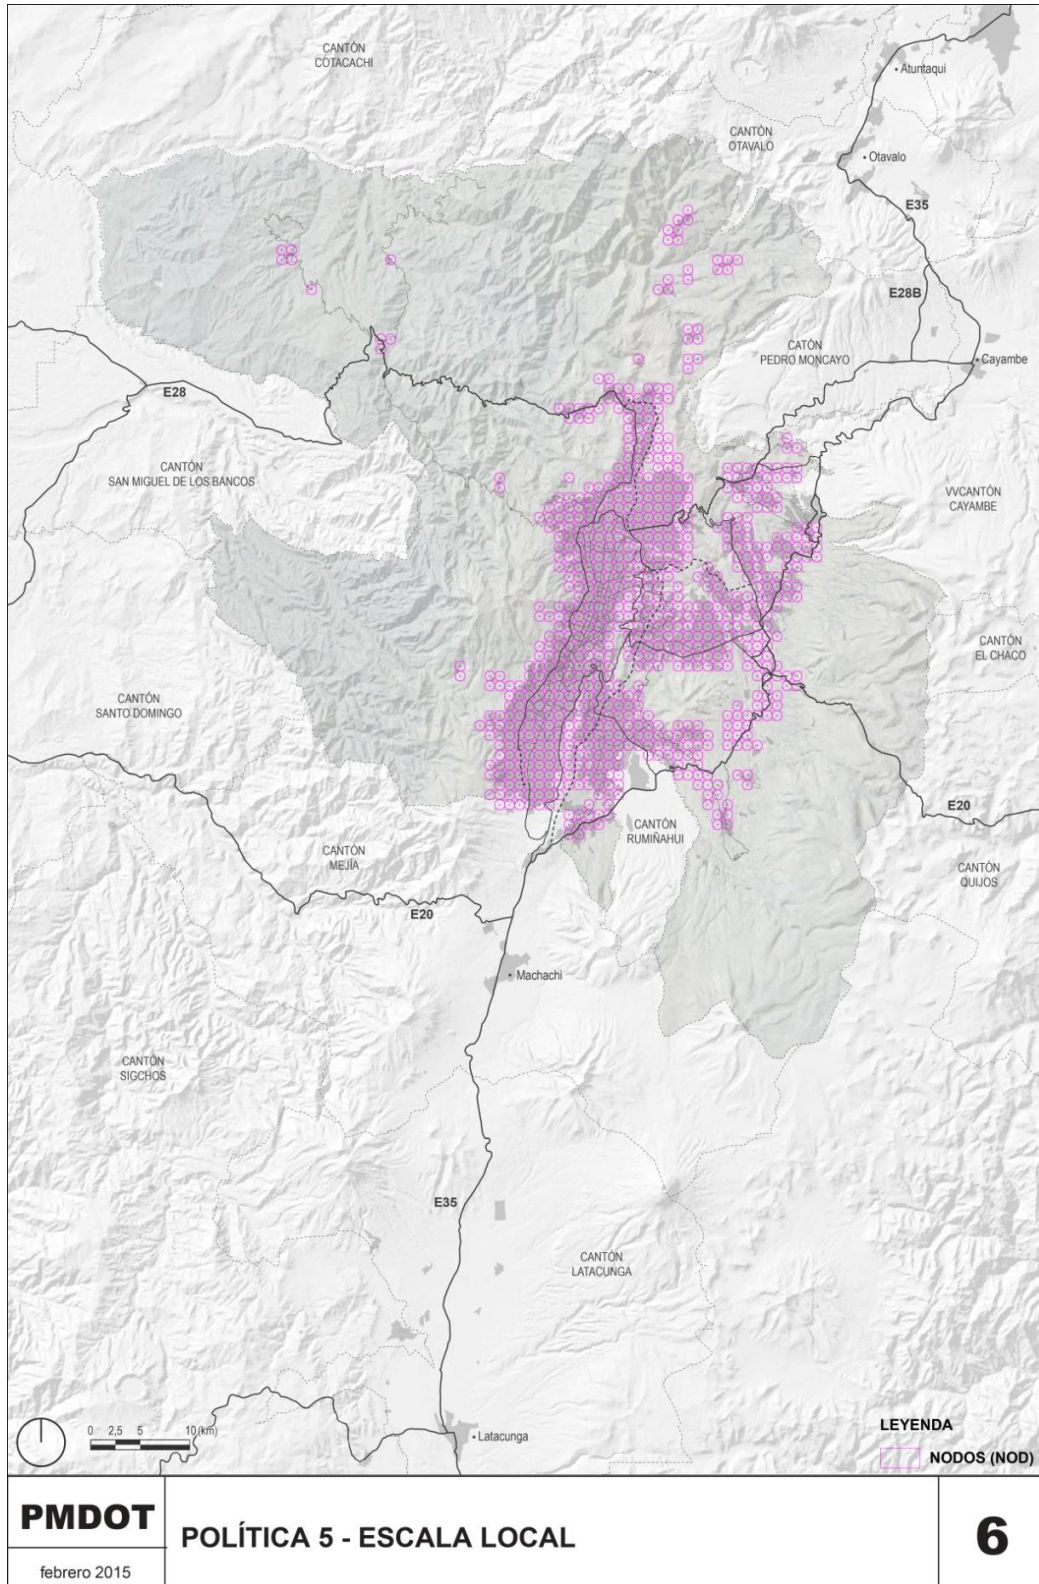 CANTÓN
COTACACHI
Atuntaqui
CANTÓN
OTAVALO
Otavalo
E35
E28B
CATÓN
PEDRO MONCAYO
Cayambe
E28
CANTÓN
SAN MIGUEL DE LOS BANCOS
VVCANTÓN
CAYAMBE
CANTÓN
EL CHACO
CANTÓN
SANTO DOMINGO
E20
CANTÓN
RUMIÑAHUI
CANTÓN
MEJÍA
CANTÓN
QUIJOS
E20
Machachi
CANTÓN
SIGCHOS
E35
CANTÓN
LATACUNGA
0 2,5 5 10 (km)
Latacunga
LEYENDA
NODOS (NOD)
PMDOT
febrero 2015
POLÍTICA 5 - ESCALA LOCAL
6